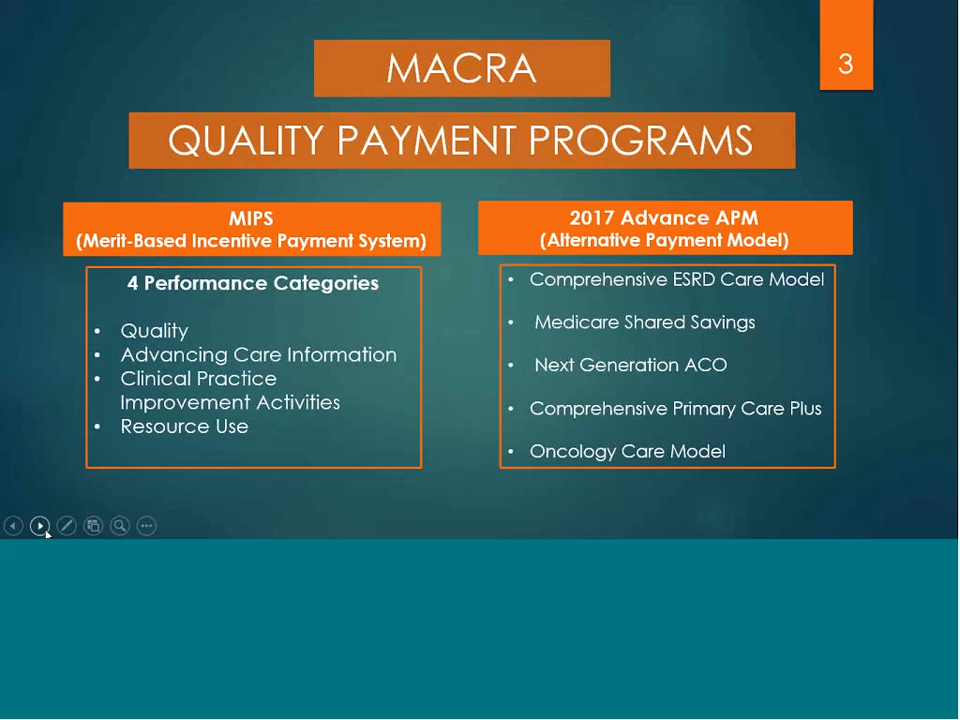 3
MACRA
QUALITY PAYMENT PROGRAMS
MIPS
(Merit-Based Incentive Payment System)
4 Performance Categories
• Quality
• Advancing Care Information
• Clinical Practice
Improvement Activities
• Resource Use
2017 Advance APM
(Alternative Payment Model)
• Comprehensive ESRD Care Model
• Medicare Shared Savings
• Next Generation ACO
• Comprehensive Primary Care Plus
• Oncology Care Model